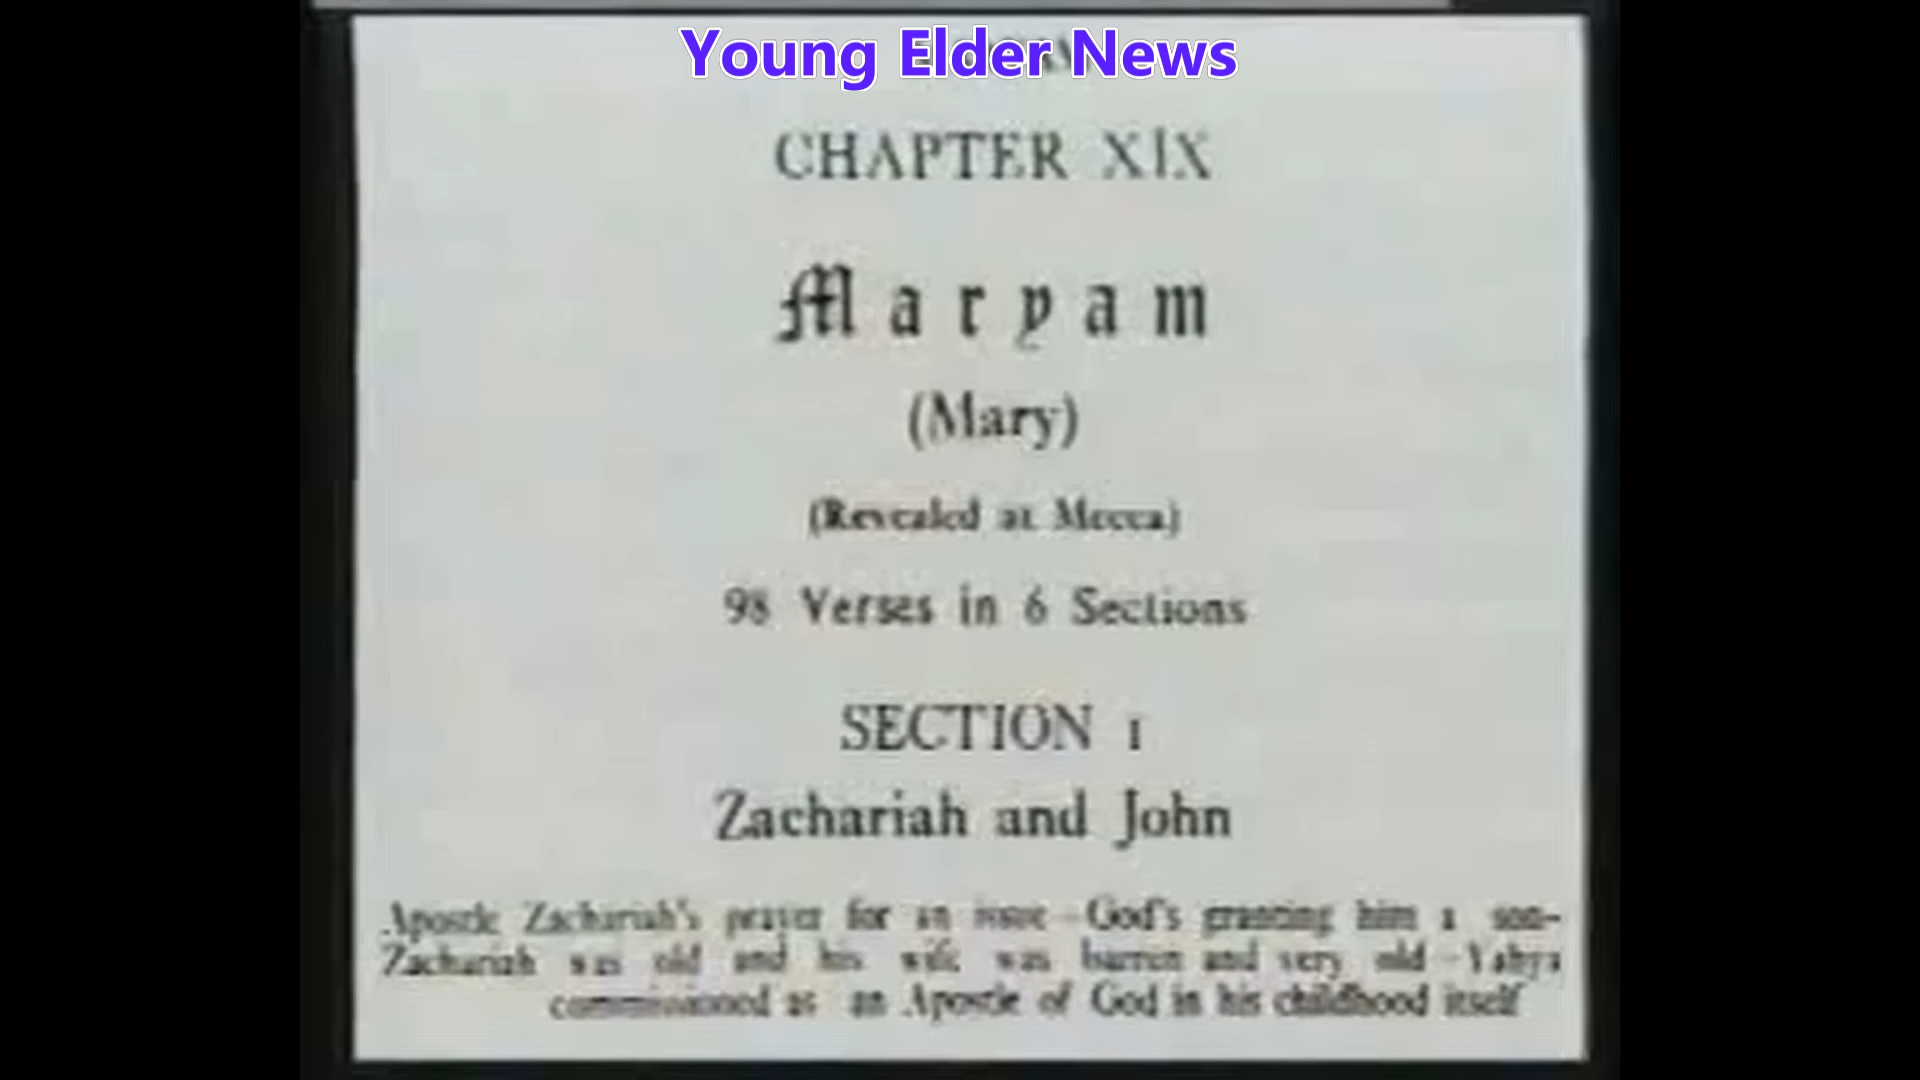 Young Elder News
CHAPTER XIX
Maryam
(Mary)
(Revealed at Mecca)
98 Verses in 6 Sections
SECTION 1
Zachariah and John
Apostle Zachariah's prayer for an issue—God's granting him a son—
Zachariah was old and his wife was barren and very old—Yahya
commissioned as an Apostle of God in his childhood itself